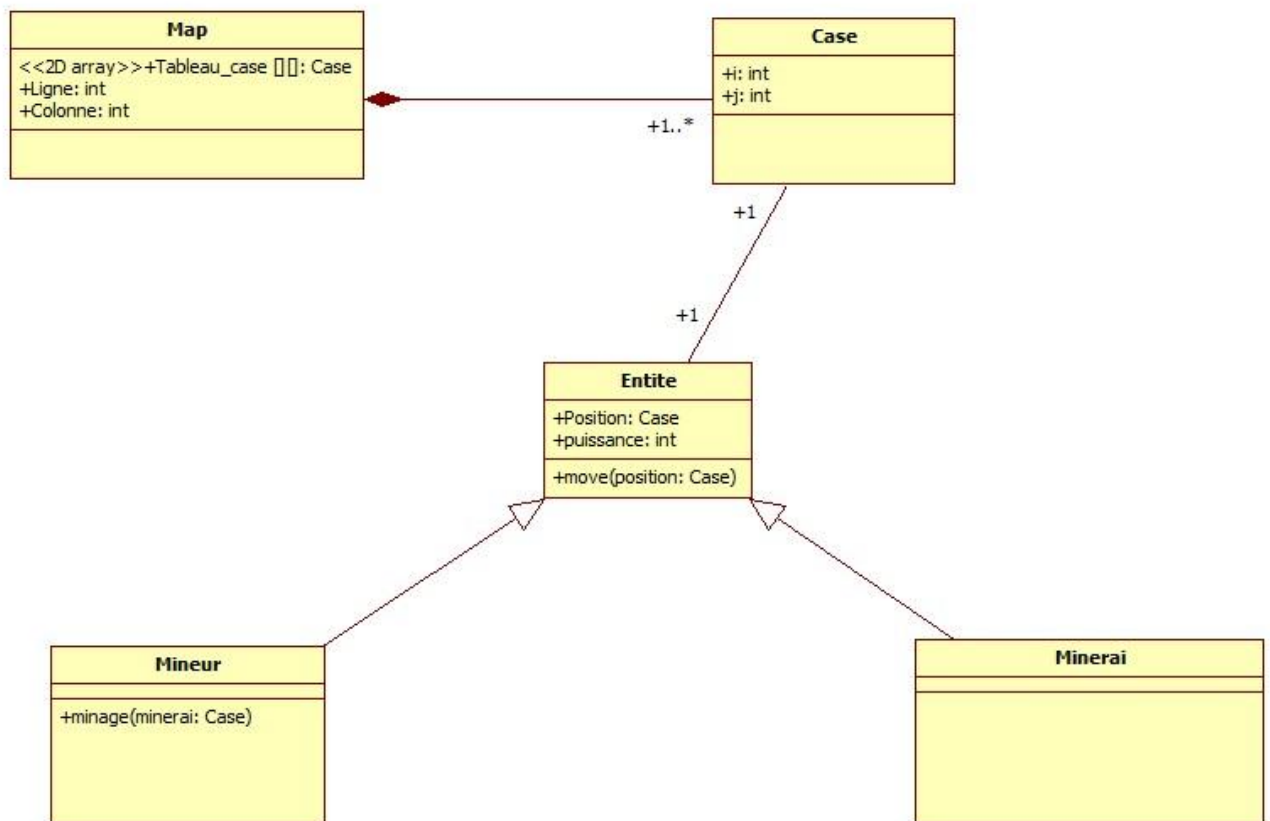 Map
<<2D array>>+Tableau_case [][]: Case
+Ligne: int
+Colonne: int
Case
+i: int
+j: int
+1..*
+1
+1
Entite
+Position: Case
+puissance: int
+move(position: Case)
Mineur
+minage(minerai: Case)
Minerai